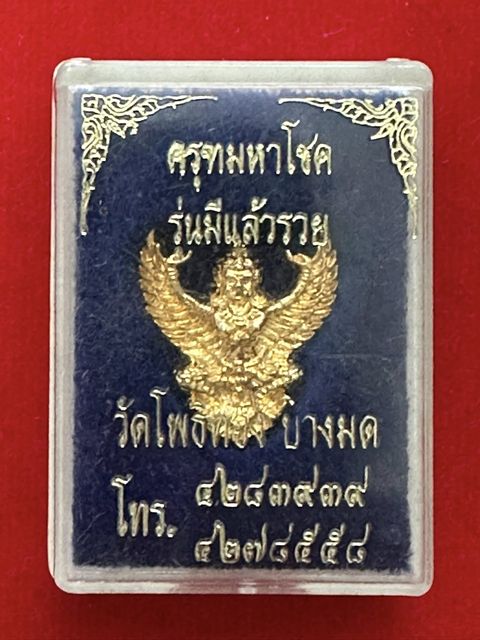 ครุฑมหาโชค
รุ่นมีแล้วรวย
วัดโพธิ์ทอง บางมด
โทร. ๔๒๘๓๙๓๙
๔๒๗๘๕๕๘